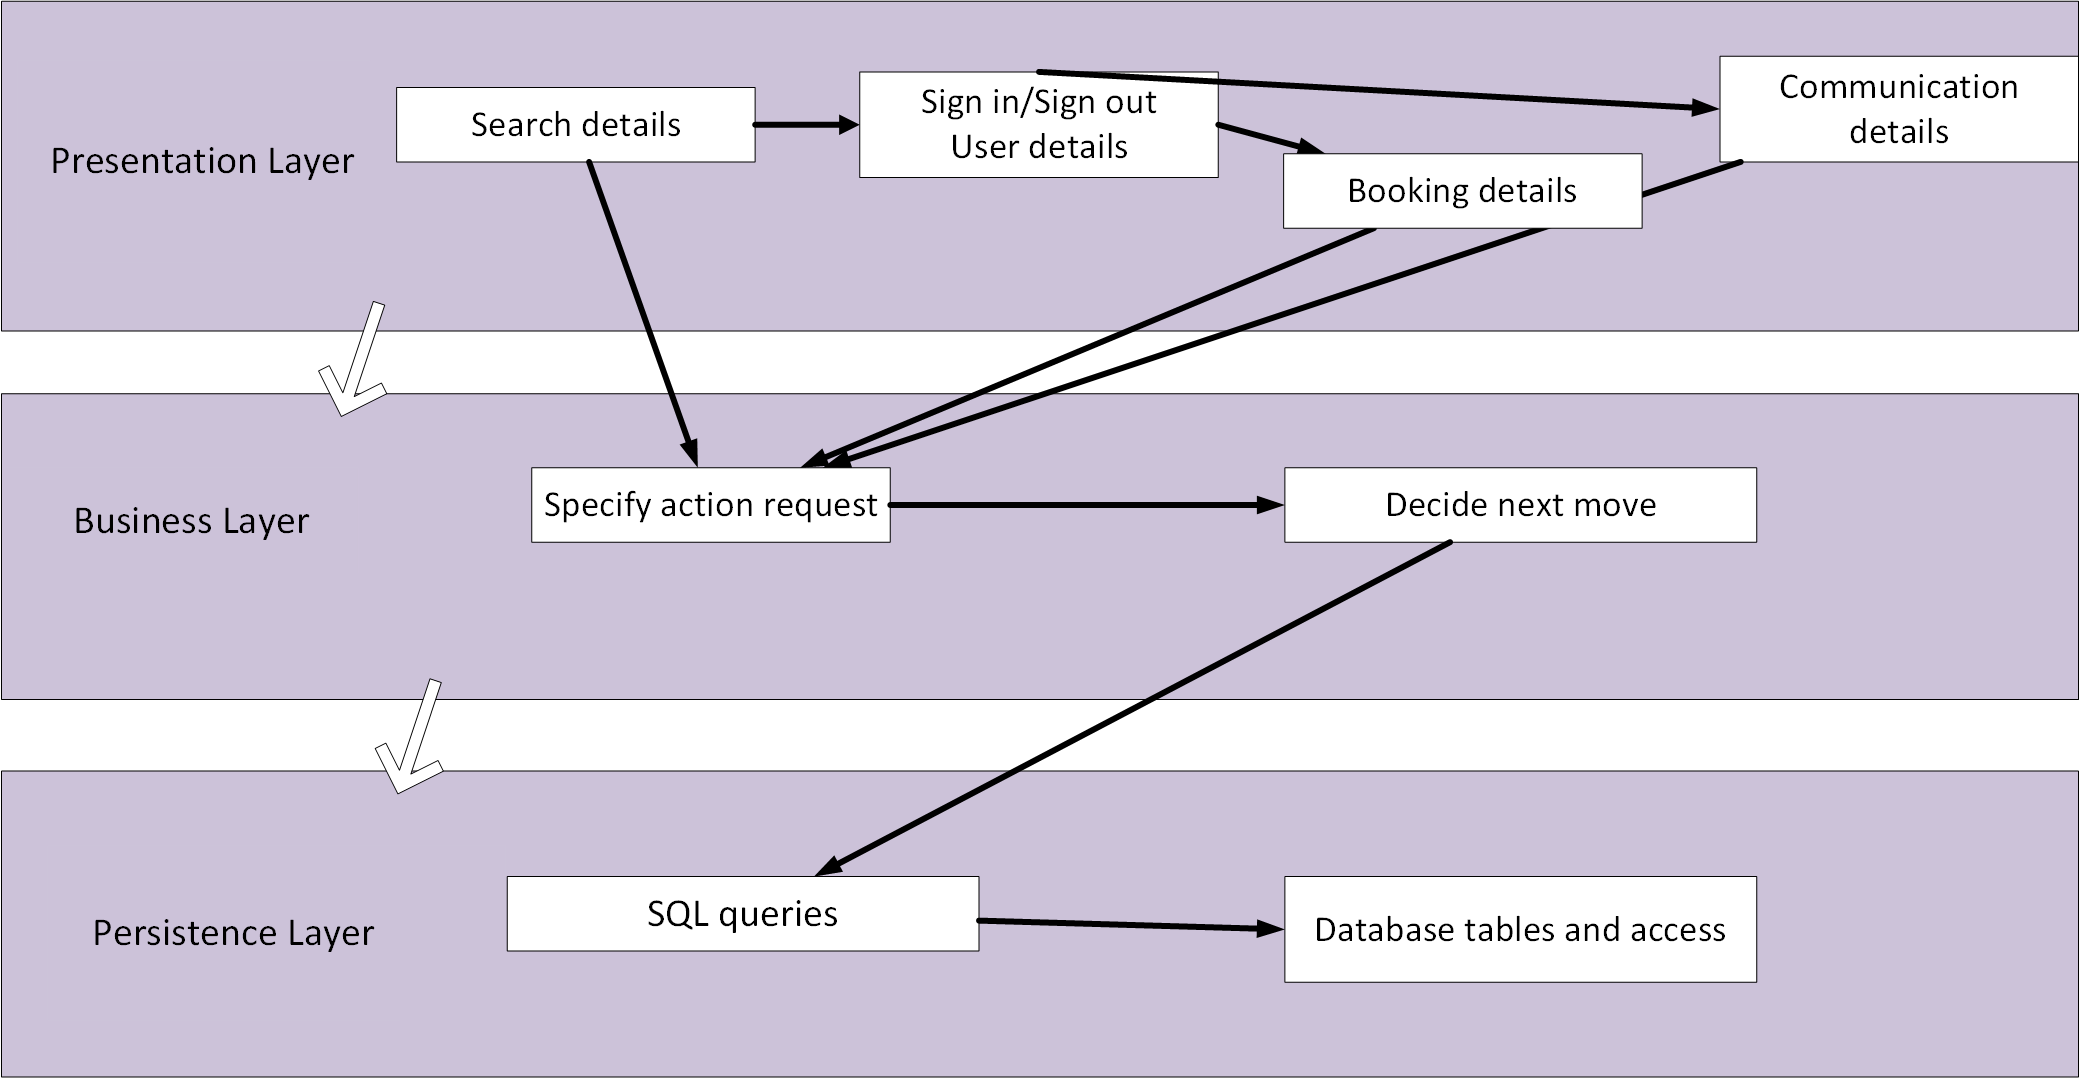 Presentation Layer
Search details
Sign in/Sign out
User details
Booking details
Communication
details
Business Layer
Specify action request
Decide next move
Persistence Layer
SQL queries
Database tables and access